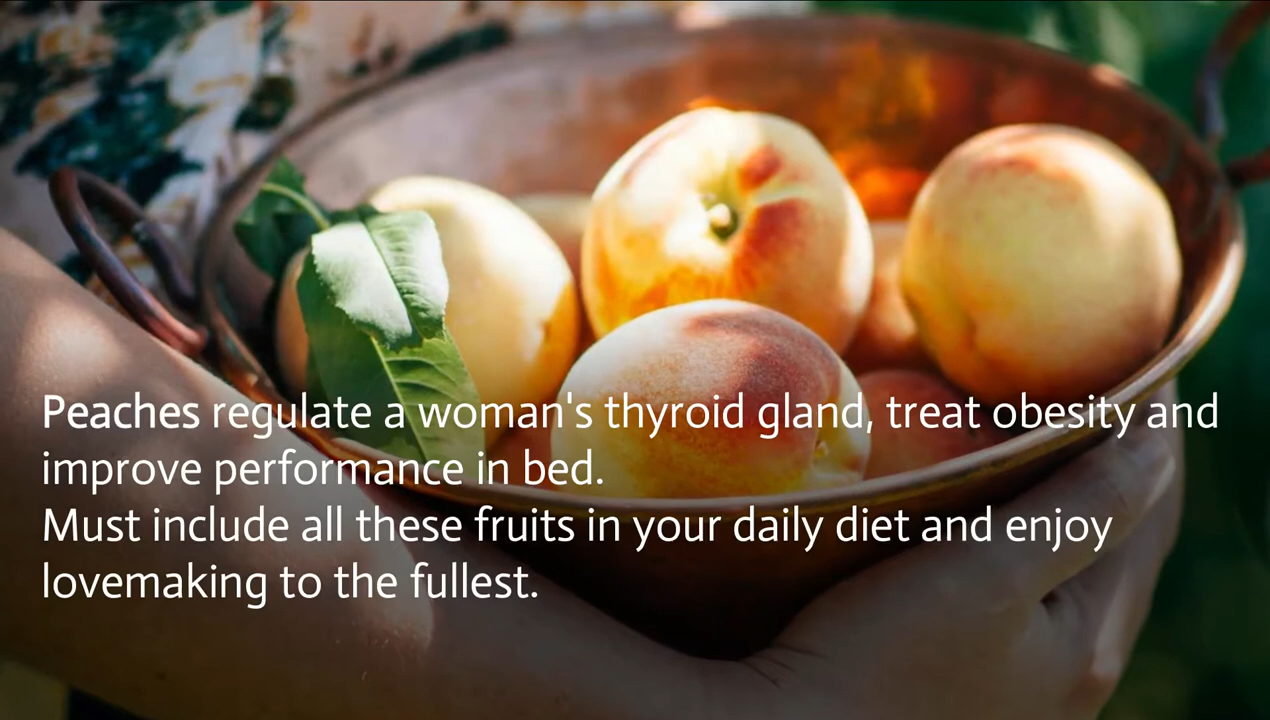 Peaches regulate a woman's thyroid gland, treat obesity and
improve performance in bed.
Must include all these fruits in your daily diet and enjoy
lovemaking to the fullest.